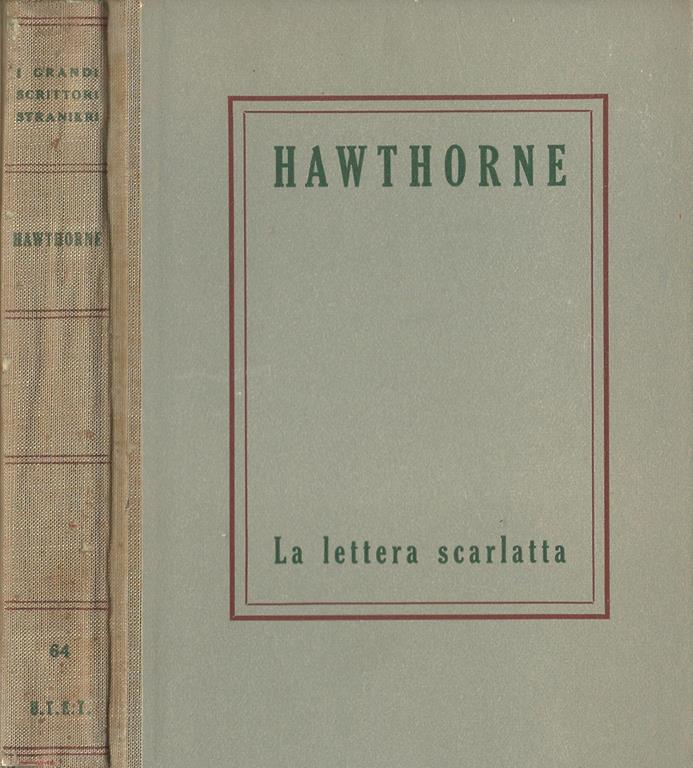 I GRANDI
SCRITTORI
STRANIERI
HAWTHORNE
64
U.T.E.T.
HAWTHORNE
La lettera scarlatta